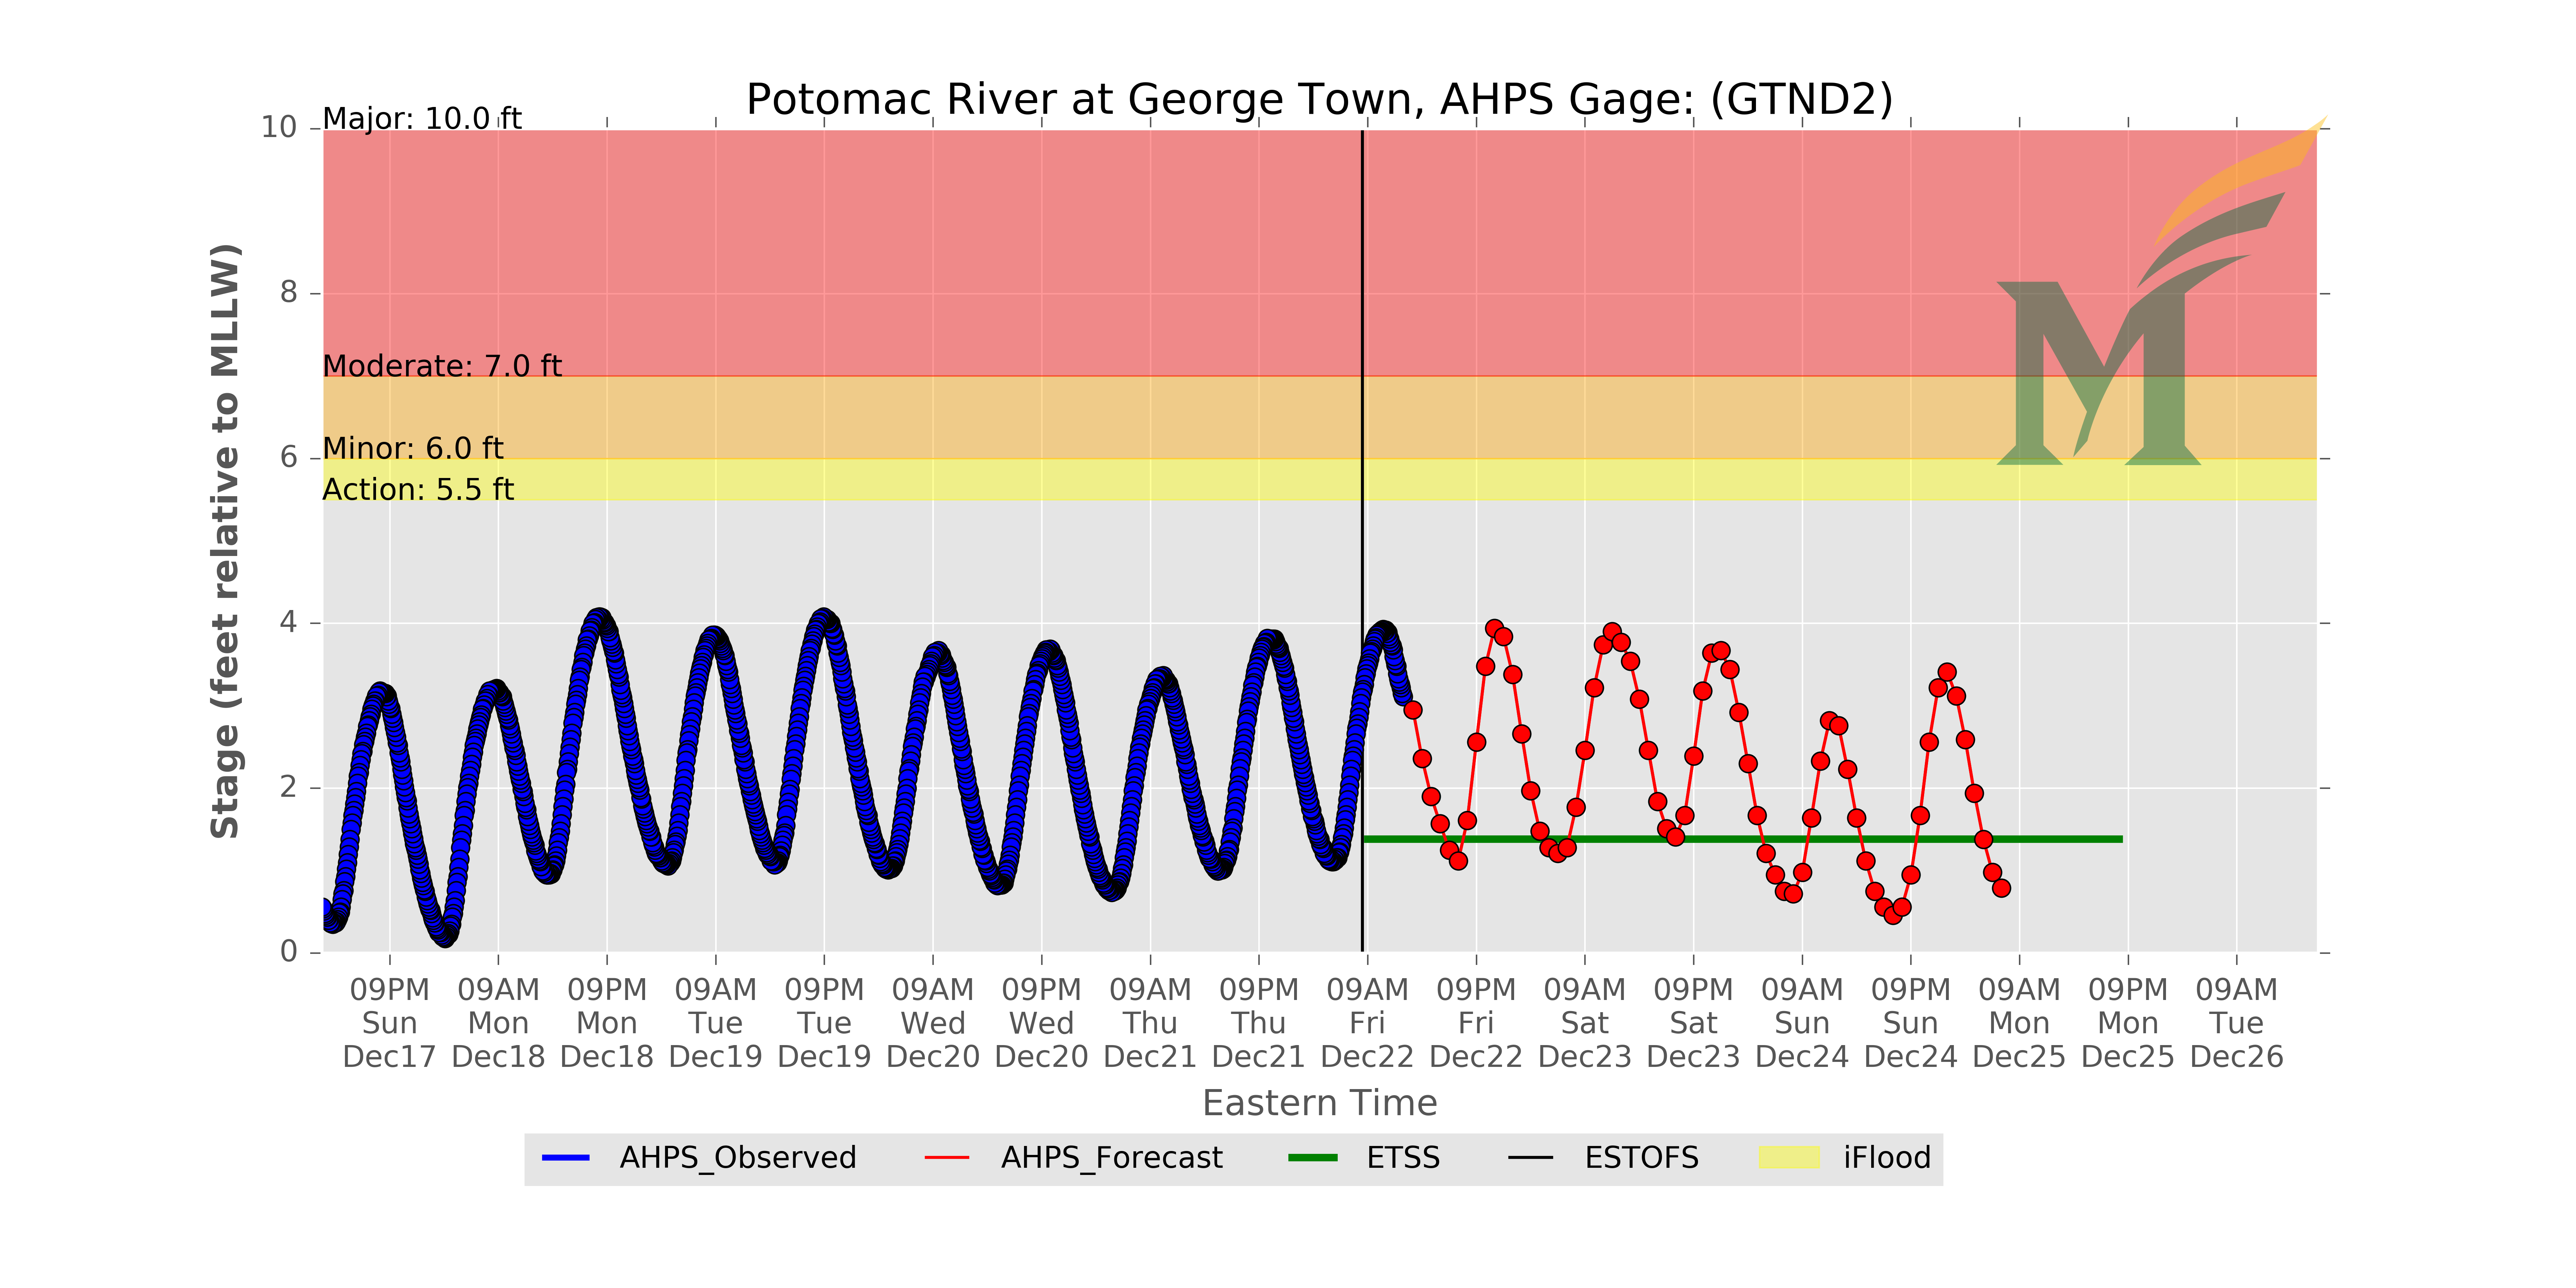 Potomac River at George Town, AHPS Gage: (GTND2)
Major: 10.0 ft
Moderate: 7.0 ft
Minor: 6.0 ft
Action: 5.5 ft
Stage (feet relative to MLLW)
10
8
6
4
2
0
09PM 09AM 09PM 09AM 09PM 09AM 09PM 09AM 09PM 09AM 09PM 09AM 09PM 09AM 09PM 09AM 09PM 09AM
Sun Mon Mon Tue Tue Wed Wed Thu Thu Fri Fri Sat Sat Sun Sun Mon Mon Tue
Dec17 Dec18 Dec18 Dec19 Dec19 Dec20 Dec20 Dec21 Dec21 Dec22 Dec22 Dec23 Dec23 Dec24 Dec24 Dec25 Dec25 Dec26
Eastern Time
AHPS_Observed AHPS_Forecast ETSS ESTOFS iFlood